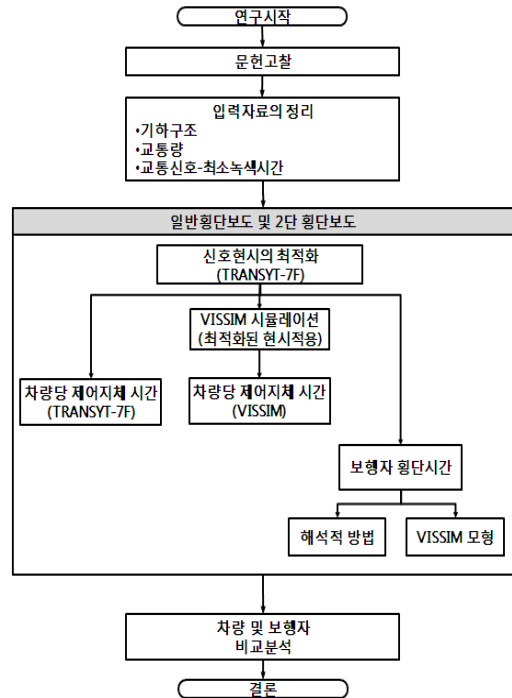 연구시작
문헌고찰
입력자료의 정리
•기하구조
•교통량
•교통신호-최소녹색시간
일반횡단보도 및 2단 횡단보도
신호현시의 최적화
(TRANSYT-7F)
VISSIM 시뮬레이션
(최적화된 현시적용)
차량당 제어지체 시간
(TRANSYT-7F)
차량당 제어지체 시간
(VISSIM)
보행자 횡단시간
해석적 방법
VISSIM 모형
차량 및 보행자
비교분석
결론